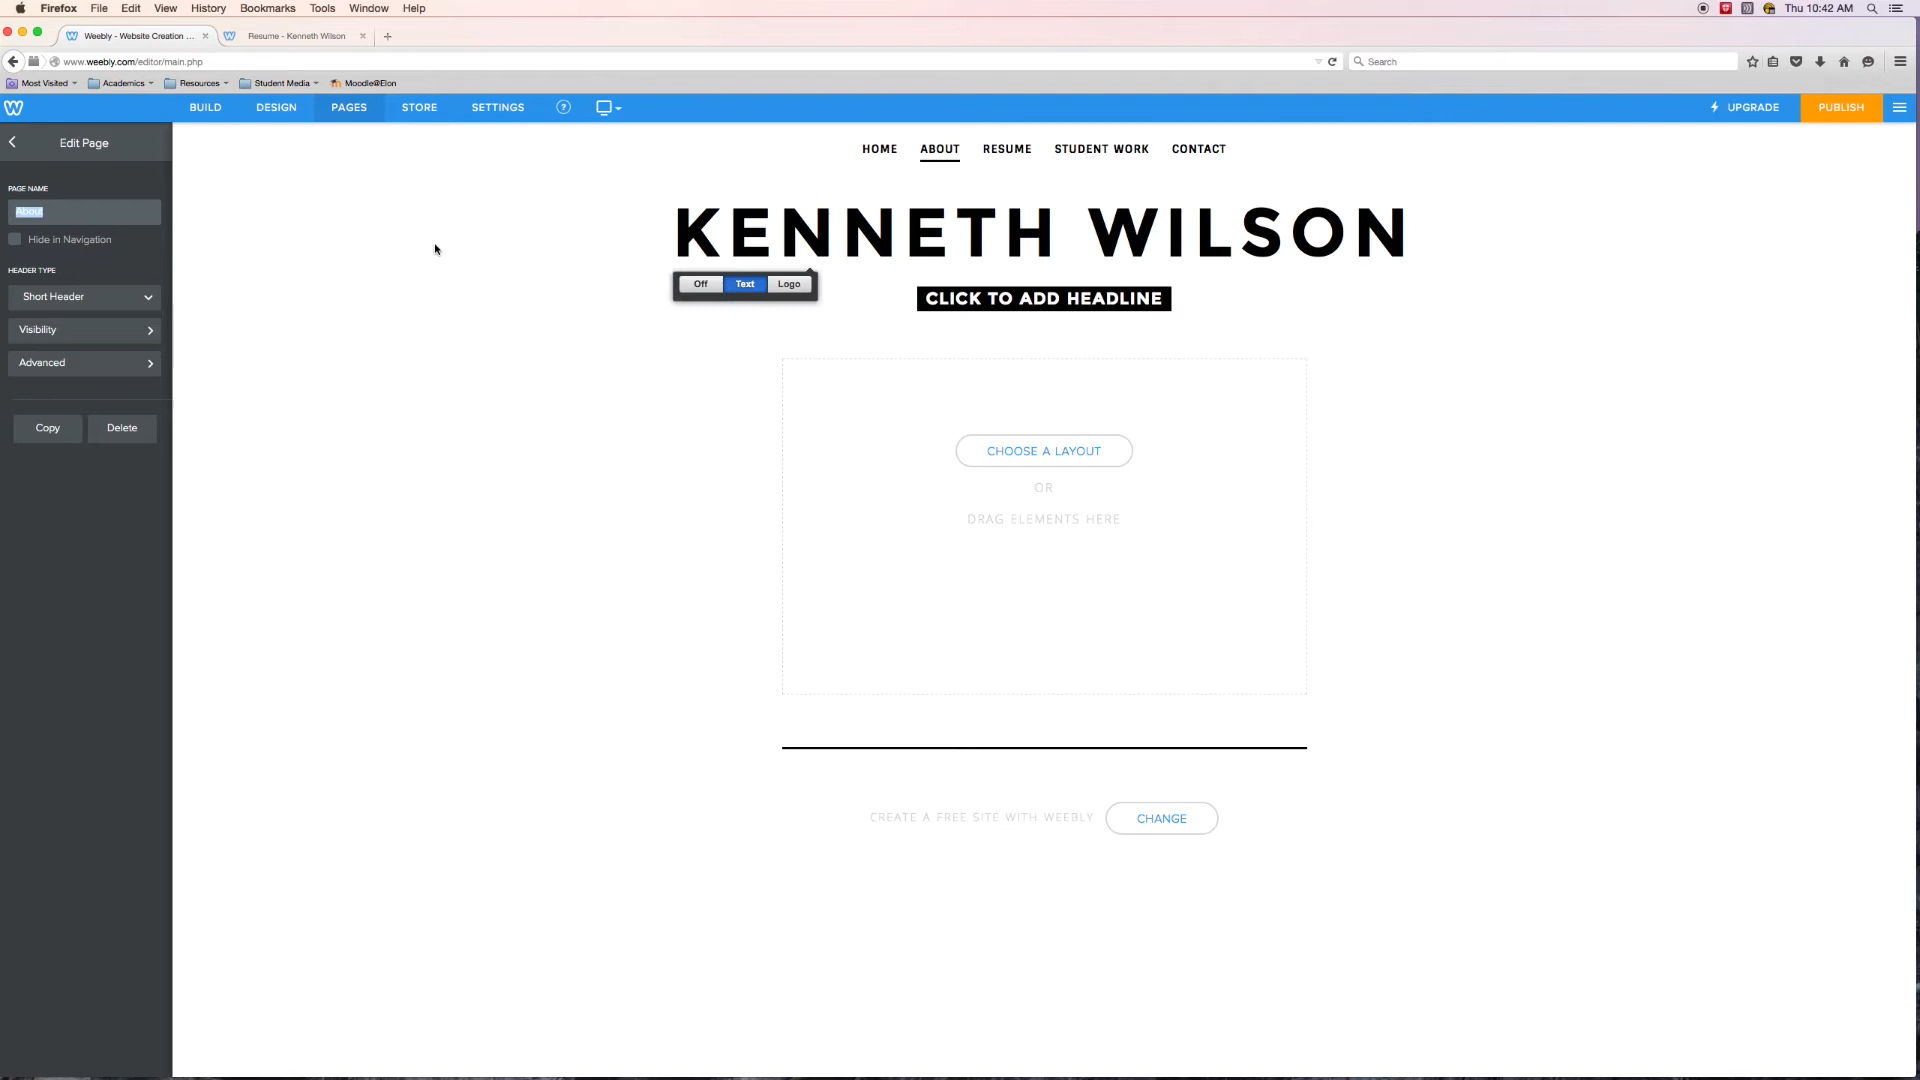 Firefox File Edit View History Bookmarks Tools Window Help Thu 10:42 AM
Weebly - Website Creation ... Resume - Kenneth Wilson
www.weebly.com/editor/main.php Search
Most Visited Academics Resources Student Media Moodle@Elon
BUILD DESIGN PAGES STORE SETTINGS ? UPGRADE PUBLISH
Edit Page
PAGE NAME
About
Hide in Navigation
HEADER TYPE
Short Header
Visibility
Advanced
Copy Delete
HOME ABOUT RESUME STUDENT WORK CONTACT
KENNETH WILSON
Off Text Logo
CLICK TO ADD HEADLINE
CHOOSE A LAYOUT
OR
DRAG ELEMENTS HERE
CREATE A FREE SITE WITH WEEBLY CHANGE